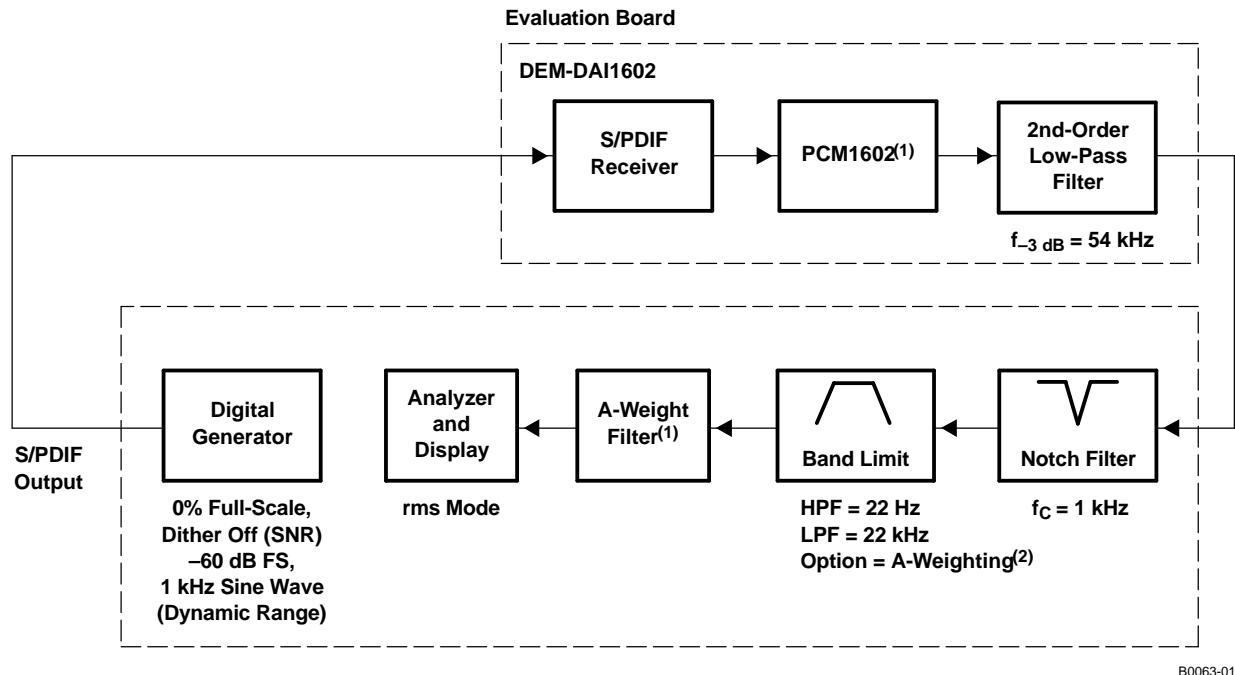 Evaluation Board
DEM-DAI1602
S/PDIF
Receiver
PCM1602(1)
2nd-Order
Low-Pass
Filter
f–3 dB = 54 kHz
S/PDIF
Output
Digital
Generator
0% Full-Scale,
Dither Off (SNR)
–60 dB FS,
1 kHz Sine Wave
(Dynamic Range)
Analyzer
and
Display
rms Mode
A-Weight
Filter(1)
Band Limit
HPF = 22 Hz
LPF = 22 kHz
Option = A-Weighting(2)
Notch Filter
fC = 1 kHz
B0063-01